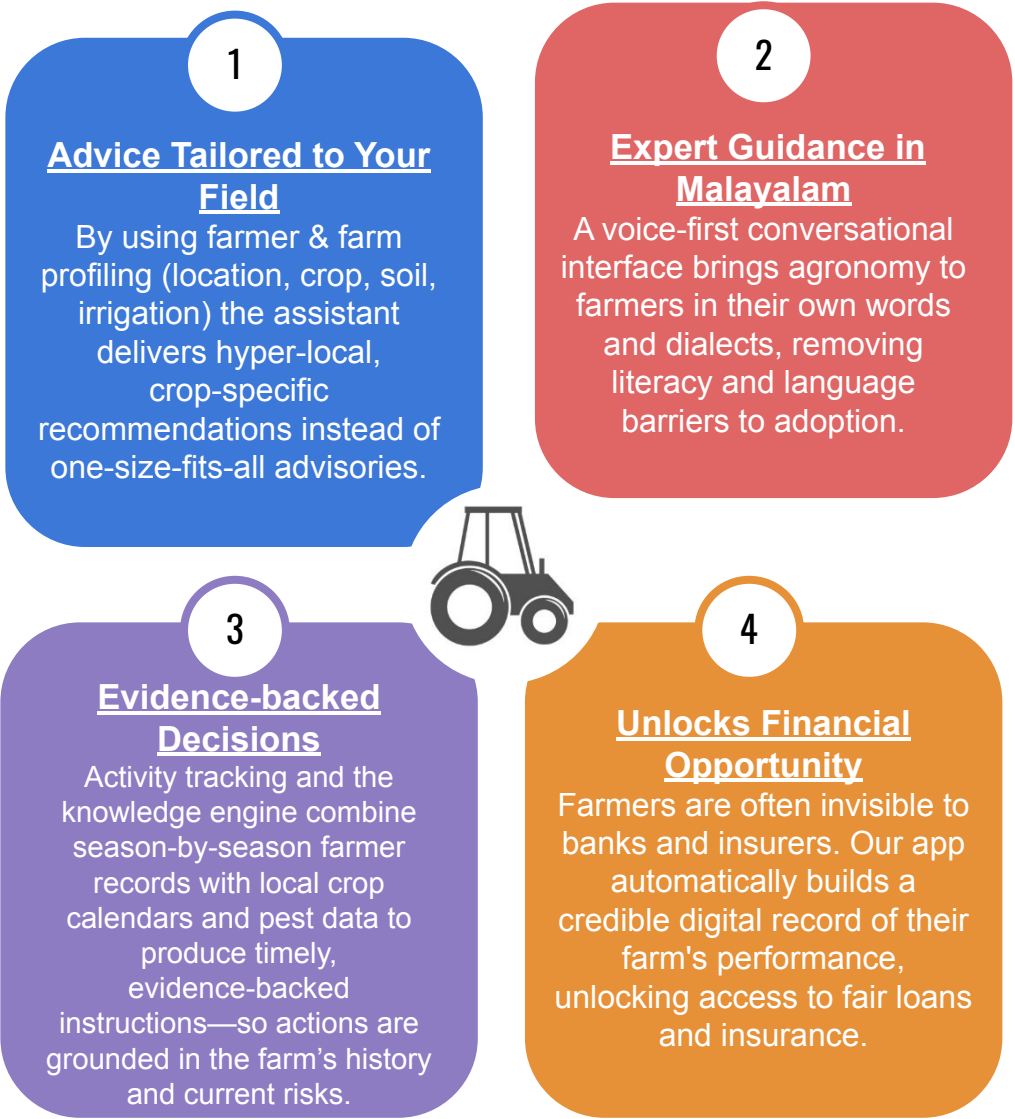 1
Advice Tailored to Your
Field
By using farmer & farm
profiling (location, crop, soil,
irrigation) the assistant
delivers hyper-local,
crop-specific
recommendations instead of
one-size-fits-all advisories.
2
Expert Guidance in
Malayalam
A voice-first conversational
interface brings agronomy to
farmers in their own words
and dialects, removing
literacy and language
barriers to adoption.
3
Evidence-backed
Decisions
Activity tracking and the
knowledge engine combine
season-by-season farmer
records with local crop
calendars and pest data to
produce timely,
evidence-backed
instructions—so actions are
grounded in the farm’s history
and current risks.
4
Unlocks Financial
Opportunity
Farmers are often invisible to
banks and insurers. Our app
automatically builds a
credible digital record of their
farm's performance,
unlocking access to fair loans
and insurance.